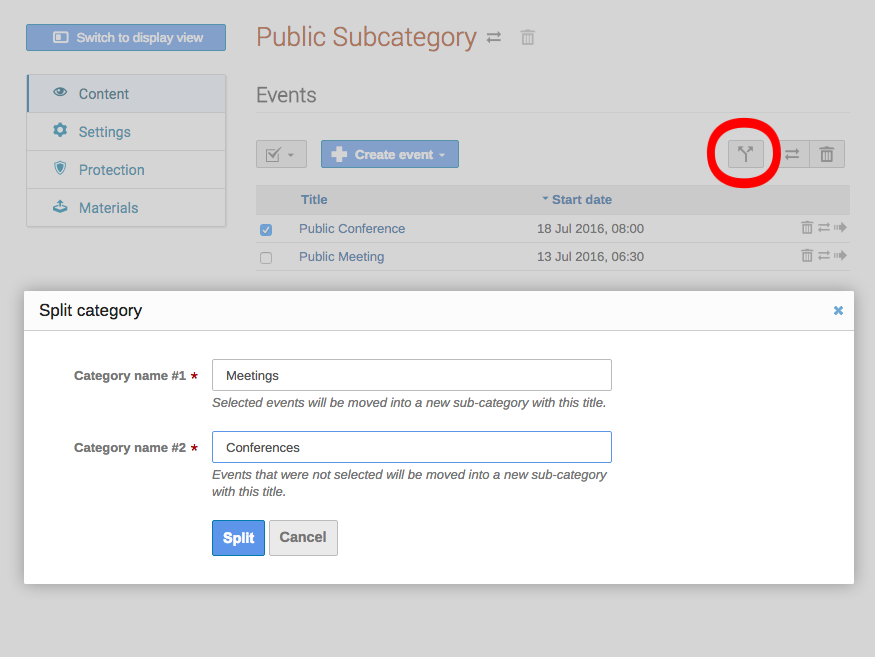 Switch to display view
Public Subcategory
Content
Settings
Protection
Materials
Events
Create event
Title Start date
Public Conference 18 Jul 2016, 08:00
Public Meeting 13 Jul 2016, 06:30
Split category
Category name #1 * Meetings
Selected events will be moved into a new sub-category with this title.
Category name #2 * Conferences
Events that were not selected will be moved into a new sub-category
with this title.
Split Cancel